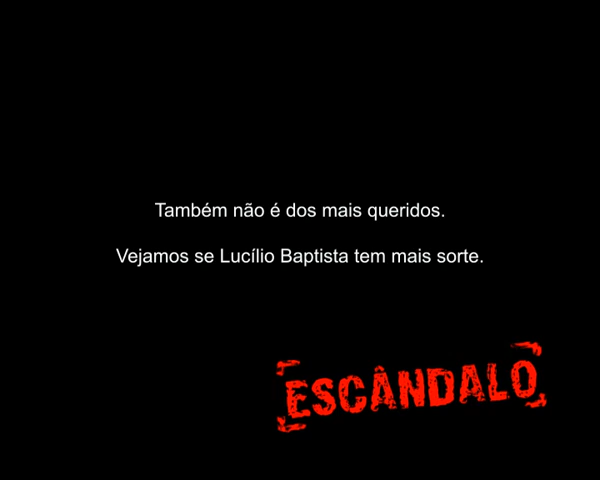 Também não é dos mais queridos.
Vejamos se Lucílio Baptista tem mais sorte.
ESCÂNDALO